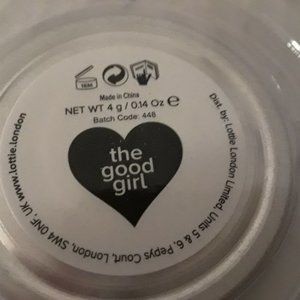 18M
Made in China
NET WT 4 g / 0.14 Oz ℮
Batch Code: 448
the
good
girl
Dist. by: Lottie London Limited, Units 5 & 6, Pepys Court, London, SW4 0NF, UK www.lottie.london